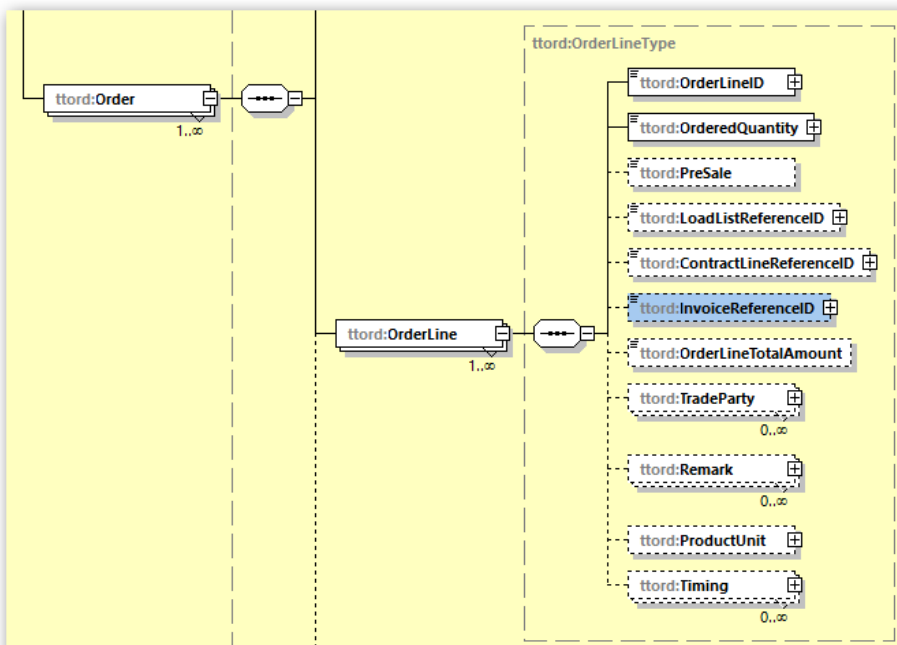 ttord:OrderLineType
ttord:OrderLineID
ttord:Order
1..∞
ttord:OrderedQuantity
ttord:PreSale
ttord:LoadListReferenceID
ttord:ContractLineReferenceID
ttord:InvoiceReferenceID
ttord:OrderLine
1..∞
ttord:OrderLineTotalAmount
ttord:TradeParty
0..∞
ttord:Remark
0..∞
ttord:ProductUnit
ttord:Timing
0..∞